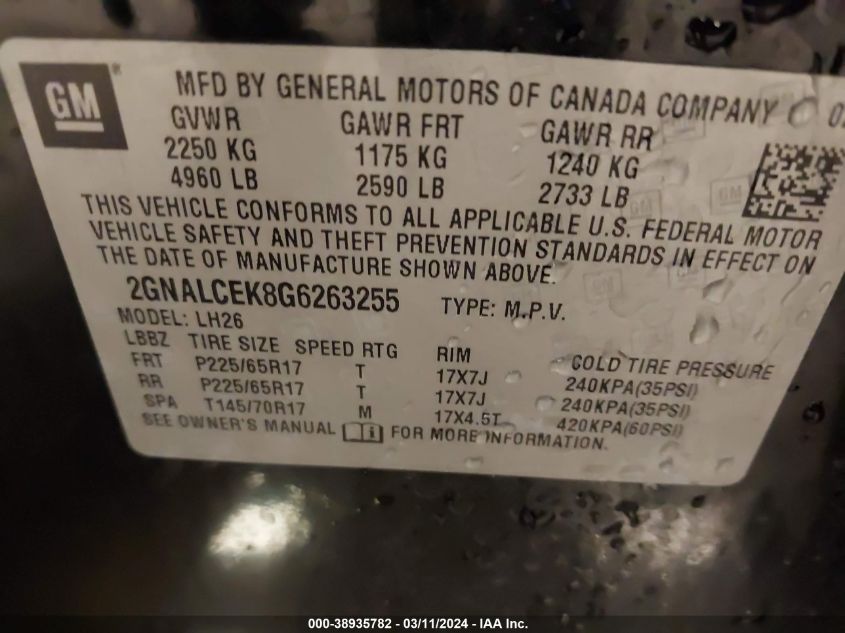 GM®
MFD BY GENERAL MOTORS OF CANADA COMPANY
GVWR GAWR FRT GAWR RR
2250 KG 1175 KG 1240 KG
4960 LB 2590 LB 2733 LB
THIS VEHICLE CONFORMS TO ALL APPLICABLE U.S. FEDERAL MOTOR
VEHICLE SAFETY AND THEFT PREVENTION STANDARDS IN EFFECT ON
THE DATE OF MANUFACTURE SHOWN ABOVE.
2GNALCEK8G6263255 TYPE: M.P.V.
MODEL: LH26
LBBZ TIRE SIZE SPEED RTG RIM COLD TIRE PRESSURE
FRT P225/65R17 T 17X7J 240KPA(35PSI)
RR P225/65R17 T 17X7J 240KPA(35PSI)
SPA T145/70R17 M 17X4.5T 420KPA(60PSI)
SEE OWNER'S MANUAL FOR MORE INFORMATION.
000-38935782 - 03/11/2024 - IAA Inc.